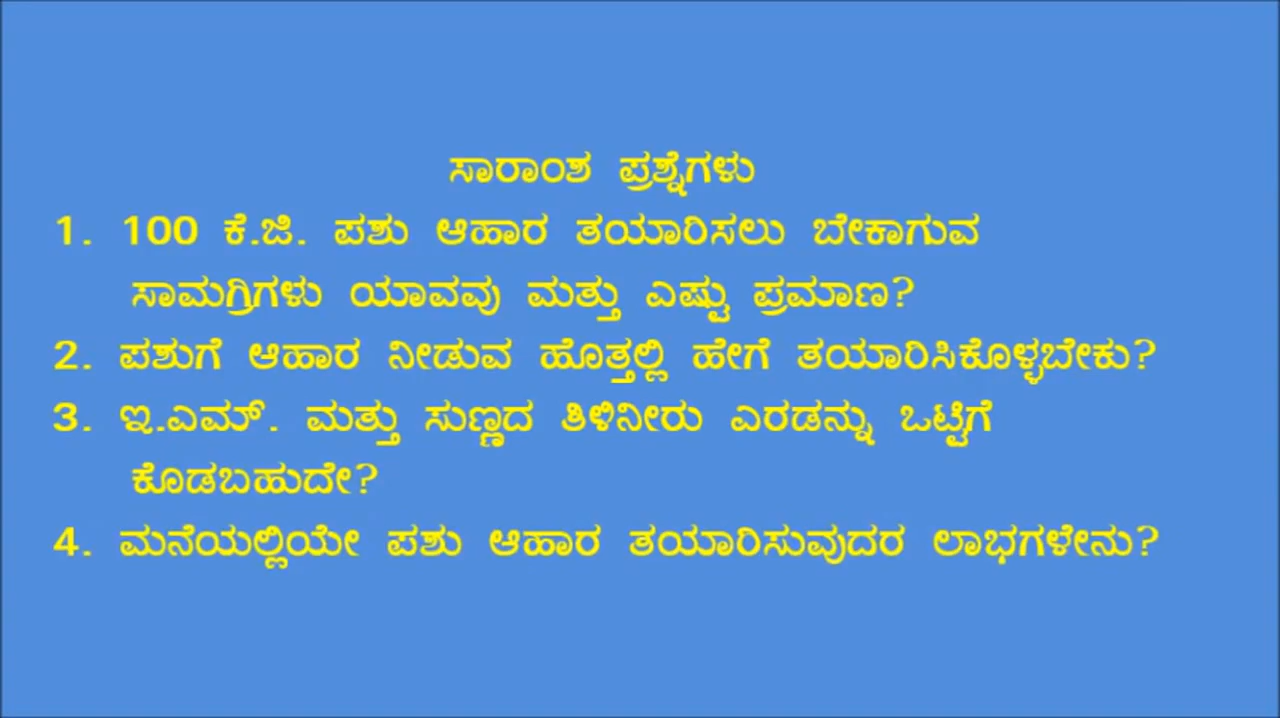 ಸಾರಾಂಶ ಪ್ರಶ್ನೆಗಳು
1. 100 ಕೆ.ಜಿ. ಪಶು ಆಹಾರ ತಯಾರಿಸಲು ಬೇಕಾಗುವ
ಸಾಮಗ್ರಿಗಳು ಯಾವವು ಮತ್ತು ಎಷ್ಟು ಪ್ರಮಾಣ?
2. ಪಶುಗೆ ಆಹಾರ ನೀಡುವ ಹೊತ್ತಲ್ಲಿ ಹೇಗೆ ತಯಾರಿಸಿಕೊಳ್ಳಬೇಕು?
3. ಇ.ಎಮ್. ಮತ್ತು ಸುಣ್ಣದ ತಿಳಿನೀರು ಎರಡನ್ನು ಒಟ್ಟಿಗೆ
ಕೊಡಬಹುದೇ?
4. ಮನೆಯಲ್ಲಿಯೇ ಪಶು ಆಹಾರ ತಯಾರಿಸುವುದರ ಲಾಭಗಳೇನು?